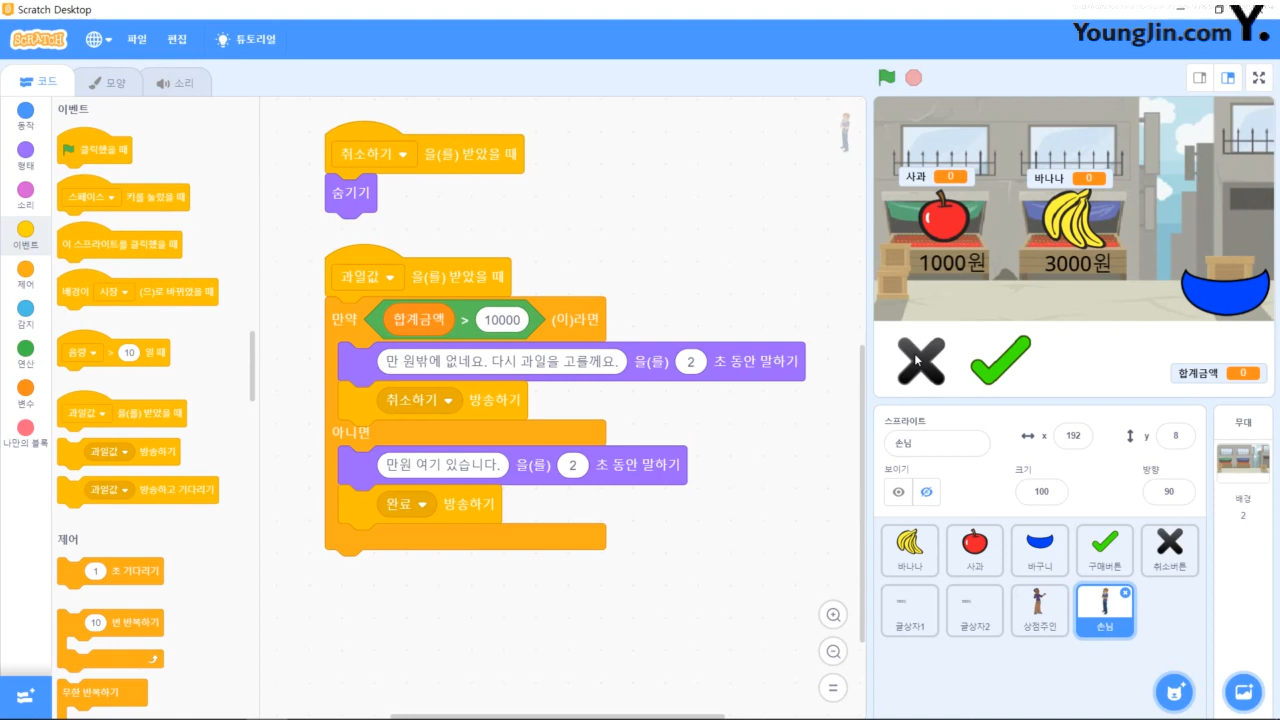 Scratch Desktop
SCRATCH
파일
편집
튜토리얼
YoungJin.com Y.
코드
모양
소리
동작
형태
소리
이벤트
제어
감지
연산
변수
나만의 블록
이벤트
클릭했을 때
스페이스 키를 눌렀을 때
이 스프라이트를 클릭했을 때
배경이 시장 (으)로 바뀌었을 때
음량 > 10 일 때
과일값 을(를) 받았을 때
과일값 방송하기
과일값 방송하고 기다리기
제어
1 초 기다리기
10 번 반복하기
무한 반복하기
취소하기 을(를) 받았을 때
숨기기
과일값 을(를) 받았을 때
만약 합계금액 > 10000 (이)라면
만 원밖에 없네요. 다시 과일을 고를께요. 을(를) 2 초 동안 말하기
취소하기 방송하기
아니면
만원 여기 있습니다. 을(를) 2 초 동안 말하기
완료 방송하기
사과 0
바나나 0
1000원
3000원
합계금액 0
스프라이트
손님
x 192
y 8
보이기
크기
100
방향
90
바나나
사과
바구니
구매버튼
취소버튼
글상자1
글상자2
상점주인
손님
무대
배경
2